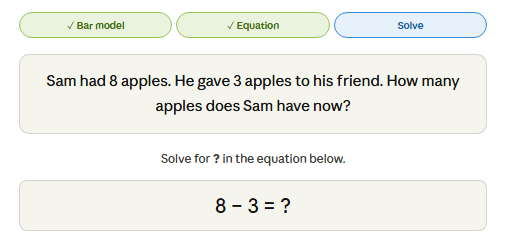 ✓ Bar model
✓ Equation
Solve
Sam had 8 apples. He gave 3 apples to his friend. How many
apples does Sam have now?
Solve for ? in the equation below.
8 − 3 = ?